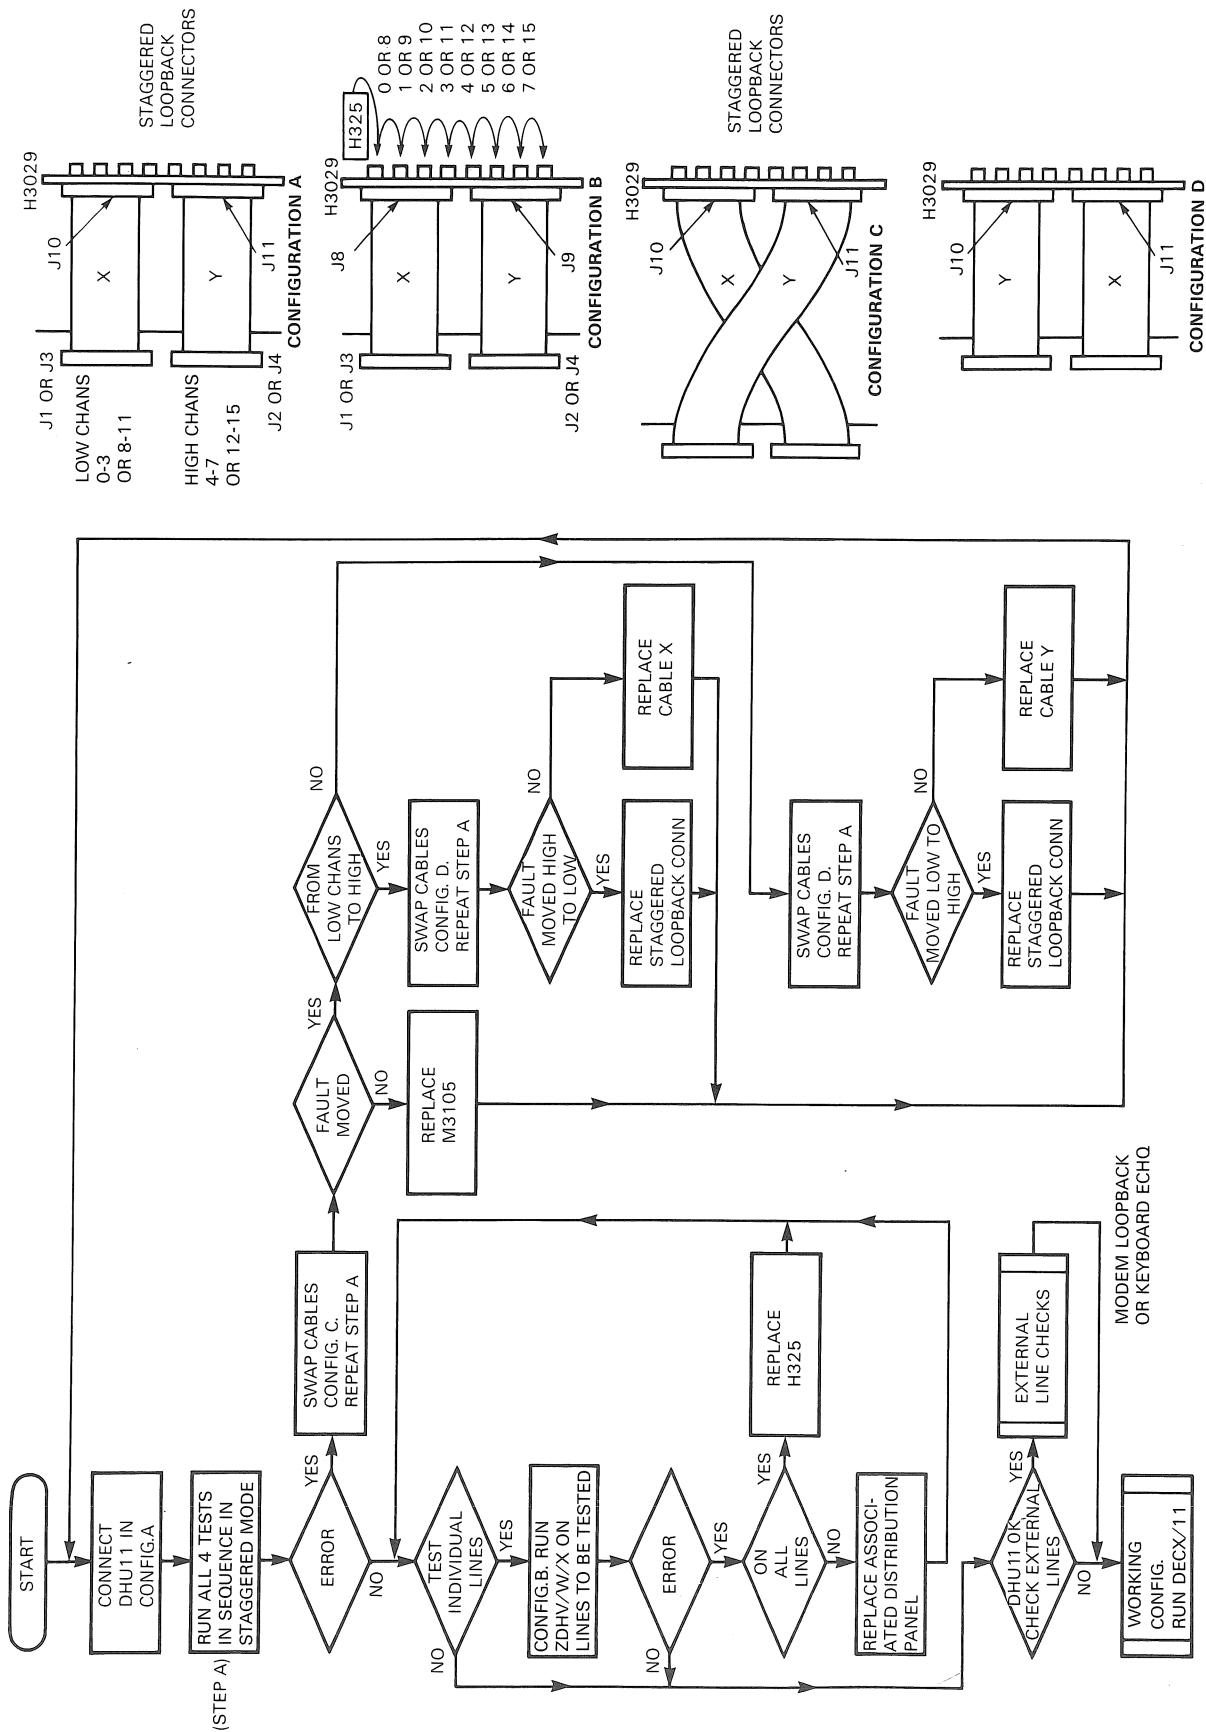 START
CONNECT
DHU11 IN
CONFIG.A
RUN ALL 4 TESTS
IN SEQUENCE IN
STAGGERED MODE
(STEP A)
ERROR
YES
NO
SWAP CABLES
CONFIG. C.
REPEAT STEP A
FAULT
MOVED
YES
NO
REPLACE
M3105
FROM
LOW CHANS
TO HIGH
NO
YES
SWAP CABLES
CONFIG. D.
REPEAT STEP A
FAULT
MOVED HIGH
TO LOW
NO
YES
REPLACE
STAGGERED
LOOPBACK CONN
REPLACE
CABLE X
SWAP CABLES
CONFIG. D.
REPEAT STEP A
FAULT
MOVED LOW TO
HIGH
NO
YES
REPLACE
STAGGERED
LOOPBACK CONN
REPLACE
CABLE Y
TEST
INDIVIDUAL
LINES
NO
YES
CONFIG.B. RUN
ZDHV/W/X ON
LINES TO BE TESTED
ERROR
NO
YES
ON
ALL
LINES
YES
NO
REPLACE
H325
REPLACE ASSOCI-
ATED DISTRIBUTION
PANEL
DHU11 OK,
CHECK EXTERNAL
LINES
YES
NO
EXTERNAL
LINE CHECKS
MODEM LOOPBACK
OR KEYBOARD ECHO
WORKING
CONFIG.
RUN DECX/11
J1 OR J3
LOW CHANS
0-3
OR 8-11
HIGH CHANS
4-7
OR 12-15
J2 OR J4
J10
X
Y
J11
H3029
STAGGERED
LOOPBACK
CONNECTORS
CONFIGURATION A
J1 OR J3
J2 OR J4
J8
X
Y
J9
H3029
H325
0 OR 8
1 OR 9
2 OR 10
3 OR 11
4 OR 12
5 OR 13
6 OR 14
7 OR 15
CONFIGURATION B
J10
X
Y
J11
H3029
STAGGERED
LOOPBACK
CONNECTORS
CONFIGURATION C
J10
Y
X
J11
H3029
CONFIGURATION D